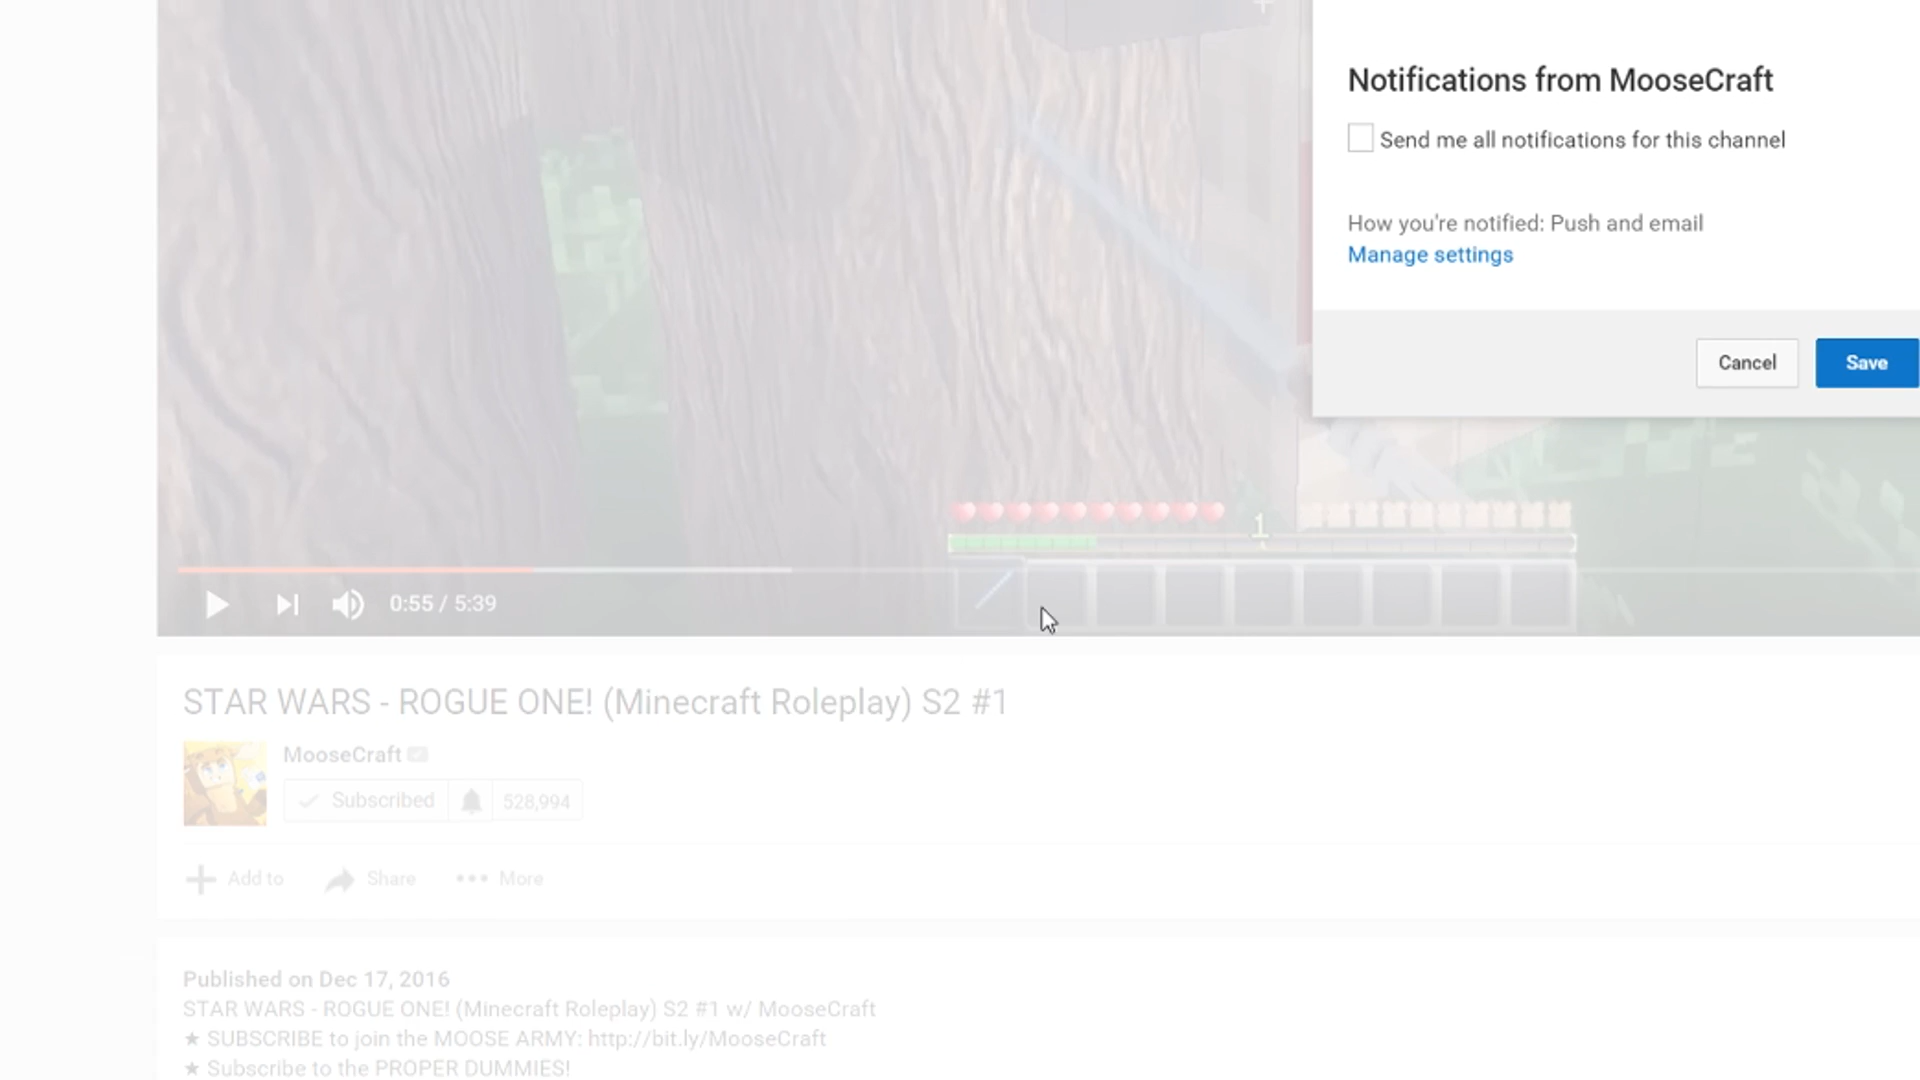 Notifications from MooseCraft
Send me all notifications for this channel
How you're notified: Push and email
Manage settings
Cancel
Save
1
0:55 / 5:39
STAR WARS - ROGUE ONE! (Minecraft Roleplay) S2 #1
MooseCraft
Subscribed
528,994
Add to
Share
More
Published on Dec 17, 2016
STAR WARS - ROGUE ONE! (Minecraft Roleplay) S2 #1 w/ MooseCraft
★ SUBSCRIBE to join the MOOSE ARMY: http://bit.ly/MooseCraft
★ Subscribe to the PROPER DUMMIES!